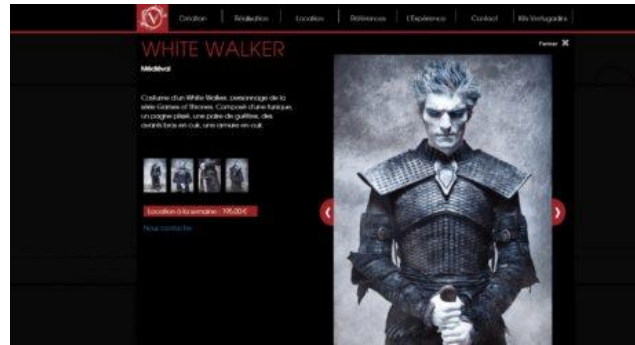 V
Création
Réalisation
Location
Références
L'Expérience
Contact
Kits Vertugadins
WHITE WALKER
Fermer X
Médiéval
Costume d'un White Walker, personnage de la
série Games of Thrones. Composé d'une tunique,
un pagne plissé, une paire de guêtres, des
avants bras en cuir, une armure en cuir.
Location à la semaine : 795.00 €
Nous contacter